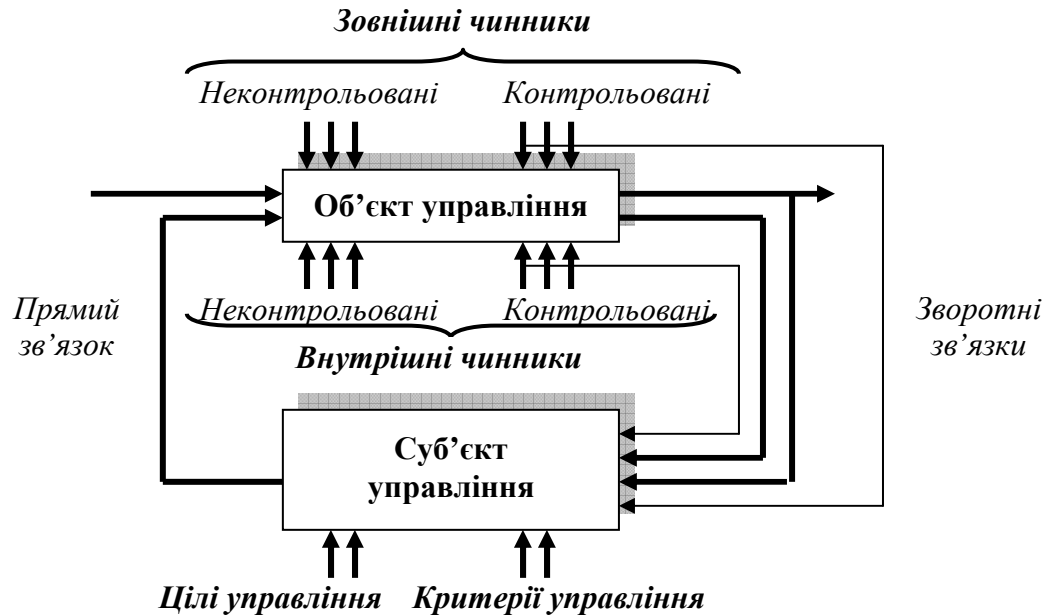 Зовнішні чинники
Неконтрольовані Контрольовані
Об’єкт управління
Прямий
зв’язок
Неконтрольовані Контрольовані
Внутрішні чинники
Зворотні
зв’язки
Суб’єкт
управління
Цілі управління Критерії управління